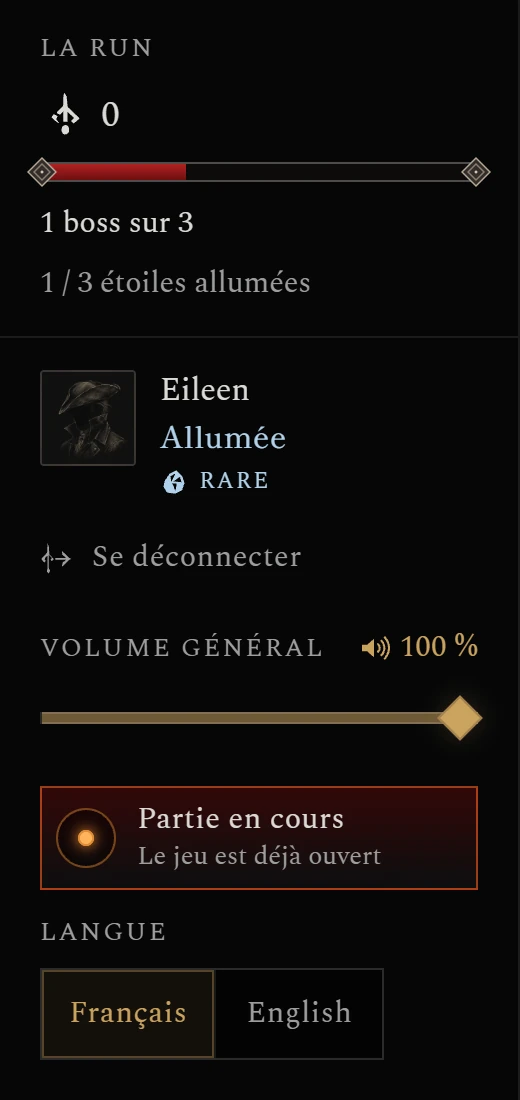 LA RUN
0
1 boss sur 3
1 / 3 étoiles allumées
Eileen
Allumée
RARE
Se déconnecter
VOLUME GÉNÉRAL 100 %
Partie en cours
Le jeu est déjà ouvert
LANGUE
Français English